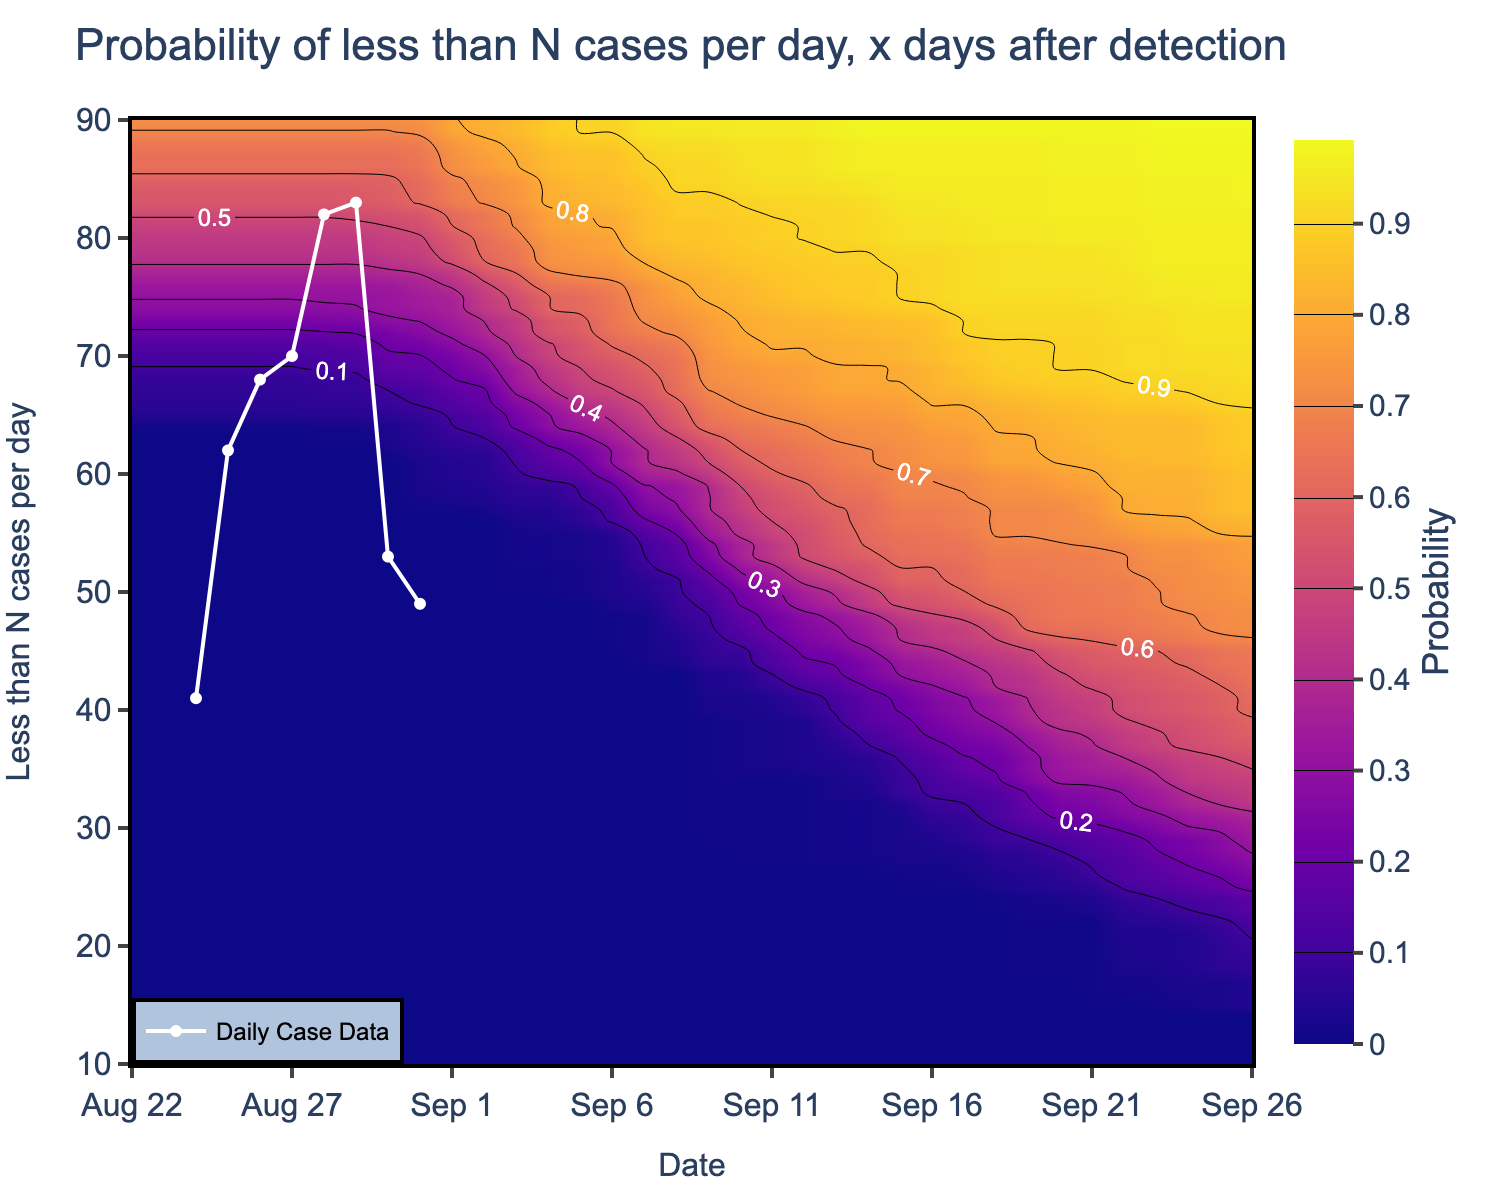 Probability of less than N cases per day, x days after detection
90
80
70
60
50
40
30
20
10
Less than N cases per day
0.5
0.1
0.8
0.4
0.3
0.7
0.9
0.6
0.2
Daily Case Data
Aug 22
Aug 27
Sep 1
Sep 6
Sep 11
Sep 16
Sep 21
Sep 26
Date
0.9
0.8
0.7
0.6
0.5
0.4
0.3
0.2
0.1
0
Probability